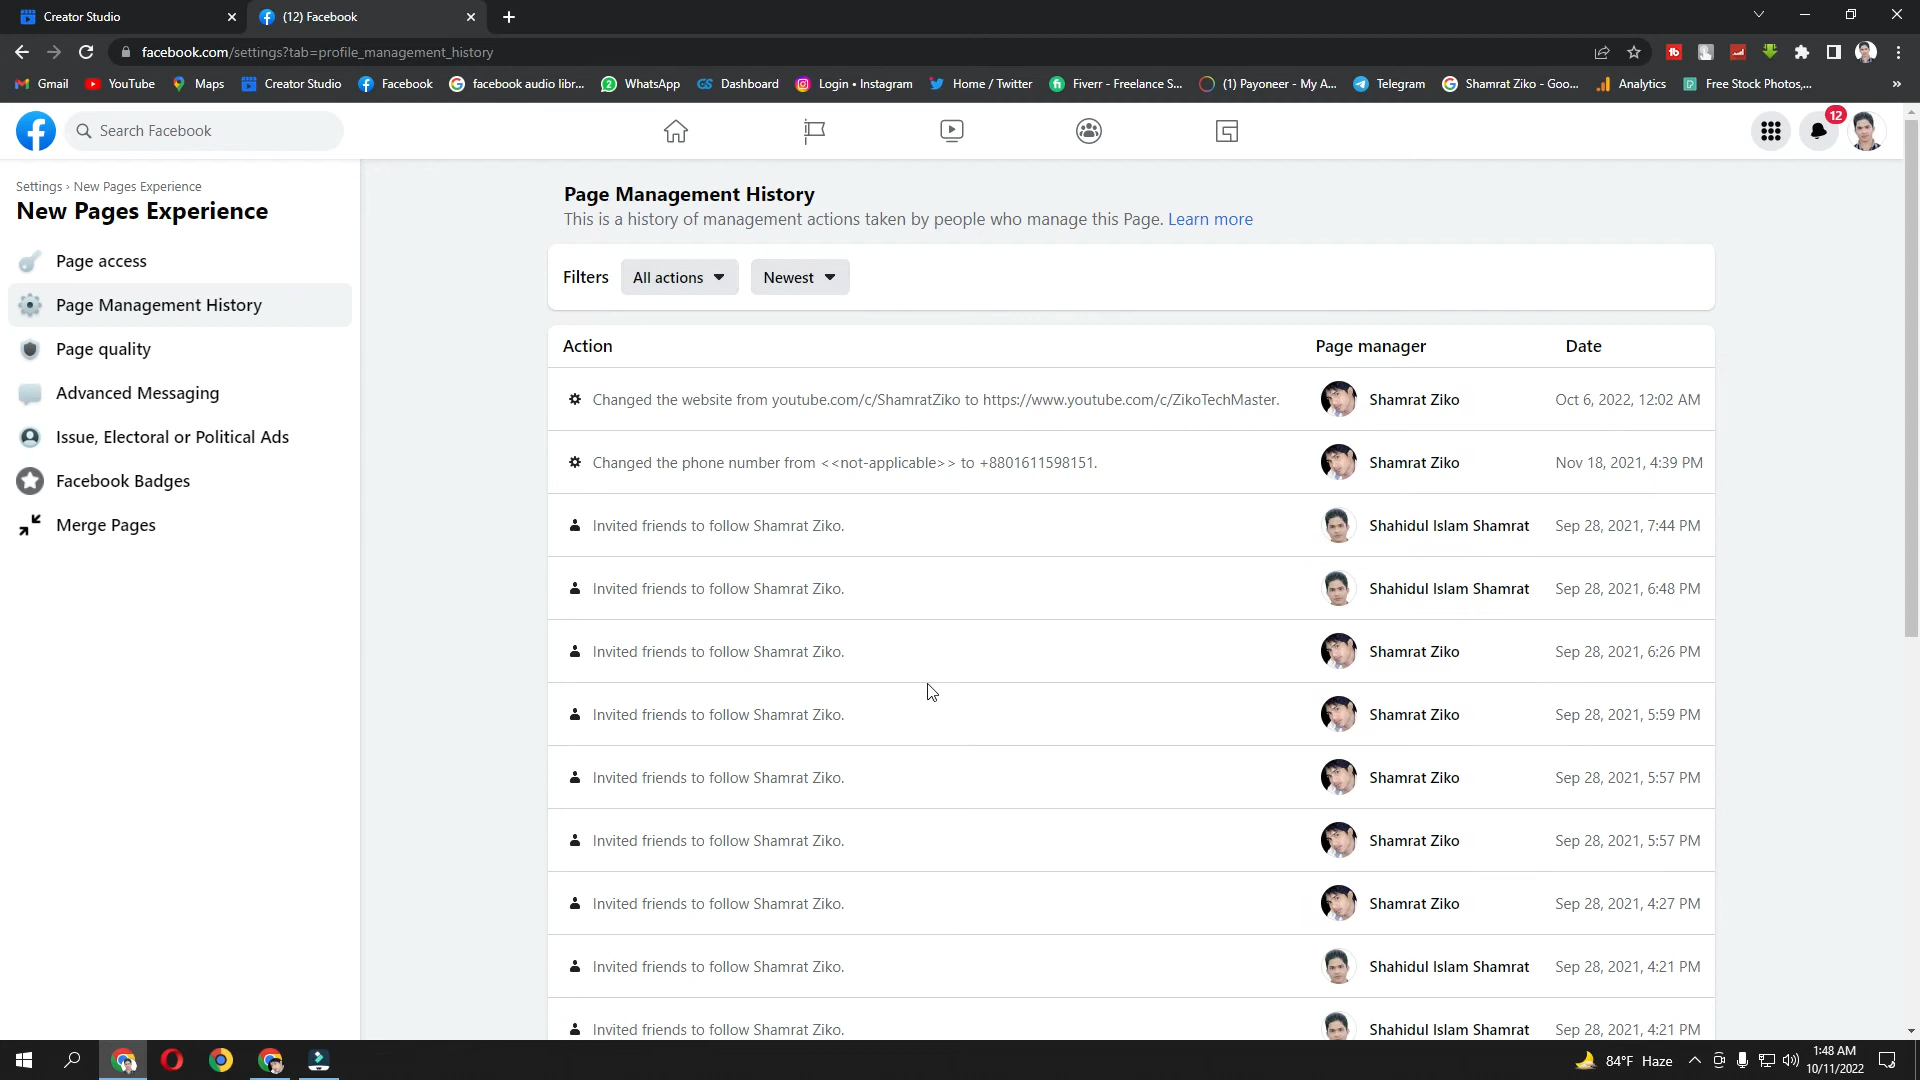 Creator Studio
(12) Facebook
facebook.com/settings?tab=profile_management_history
Gmail
YouTube
Maps
Creator Studio
Facebook
facebook audio libr...
WhatsApp
Dashboard
Login • Instagram
Home / Twitter
Fiverr - Freelance S...
(1) Payoneer - My A...
Telegram
Shamrat Ziko - Goo...
Analytics
Free Stock Photos,...
»
Search Facebook
12
Settings › New Pages Experience
New Pages Experience
Page access
Page Management History
Page quality
Advanced Messaging
Issue, Electoral or Political Ads
Facebook Badges
Merge Pages
Page Management History
This is a history of management actions taken by people who manage this Page. Learn more
Filters All actions Newest
Action Page manager Date
Changed the website from youtube.com/c/ShamratZiko to https://www.youtube.com/c/ZikoTechMaster. Shamrat Ziko Oct 6, 2022, 12:02 AM
Changed the phone number from <<not-applicable>> to +8801611598151. Shamrat Ziko Nov 18, 2021, 4:39 PM
Invited friends to follow Shamrat Ziko. Shahidul Islam Shamrat Sep 28, 2021, 7:44 PM
Invited friends to follow Shamrat Ziko. Shahidul Islam Shamrat Sep 28, 2021, 6:48 PM
Invited friends to follow Shamrat Ziko. Shamrat Ziko Sep 28, 2021, 6:26 PM
Invited friends to follow Shamrat Ziko. Shamrat Ziko Sep 28, 2021, 5:59 PM
Invited friends to follow Shamrat Ziko. Shamrat Ziko Sep 28, 2021, 5:57 PM
Invited friends to follow Shamrat Ziko. Shamrat Ziko Sep 28, 2021, 5:57 PM
Invited friends to follow Shamrat Ziko. Shamrat Ziko Sep 28, 2021, 4:27 PM
Invited friends to follow Shamrat Ziko. Shahidul Islam Shamrat Sep 28, 2021, 4:21 PM
Invited friends to follow Shamrat Ziko. Shahidul Islam Shamrat Sep 28, 2021, 4:21 PM
84°F Haze
1:48 AM
10/11/2022